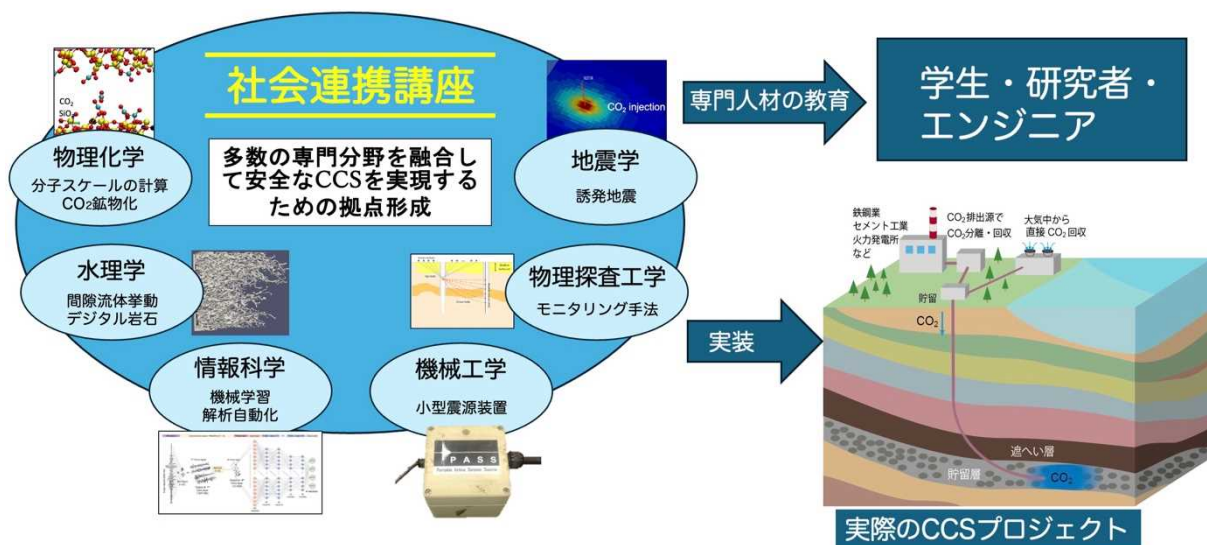 社会連携講座
多数の専門分野を融合し
て安全なCCSを実現する
ための拠点形成
CO₂
SiO
物理化学
分子スケールの計算
CO₂鉱物化
水理学
間隙流体挙動
デジタル岩石
情報科学
機械学習
解析自動化
機械工学
小型震源装置
PASS
Portable Active Seismic Source
物理探査工学
モニタリング手法
地震学
誘発地震
CO₂ injection
専門人材の教育
学生・研究者・
エンジニア
実装
鉄鋼業
セメント工業
火力発電所
など
CO₂排出源で
CO₂分離・回収
大気中から
直接CO₂回収
貯留
CO₂
遮へい層
貯留層
CO₂
実際のCCSプロジェクト